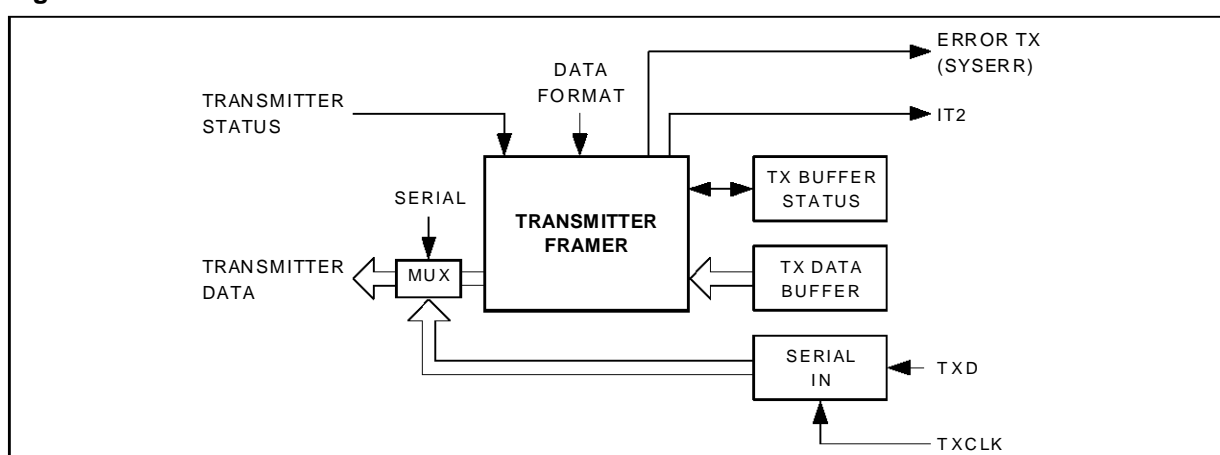 ERROR TX
(SYSERR)
DATA
FORMAT
TRANSMITTER
STATUS
IT2
TX BUFFER
STATUS
SERIAL
TRANSMITTER
FRAMER
TRANSMITTER
DATA
MUX
TX DATA
BUFFER
SERIAL
IN
TXD
TXCLK